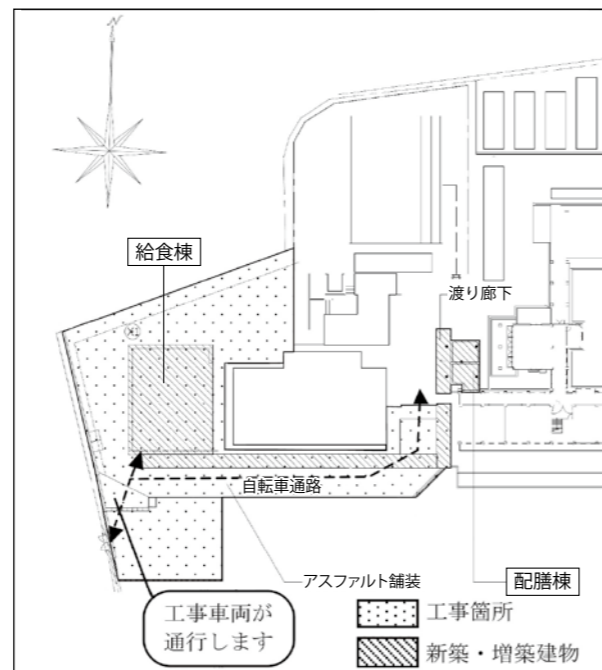 N
給食棟
渡り廊下
自転車通路
アスファルト舗装
配膳棟
工事車両が
通行します
工事箇所
新築・増築建物